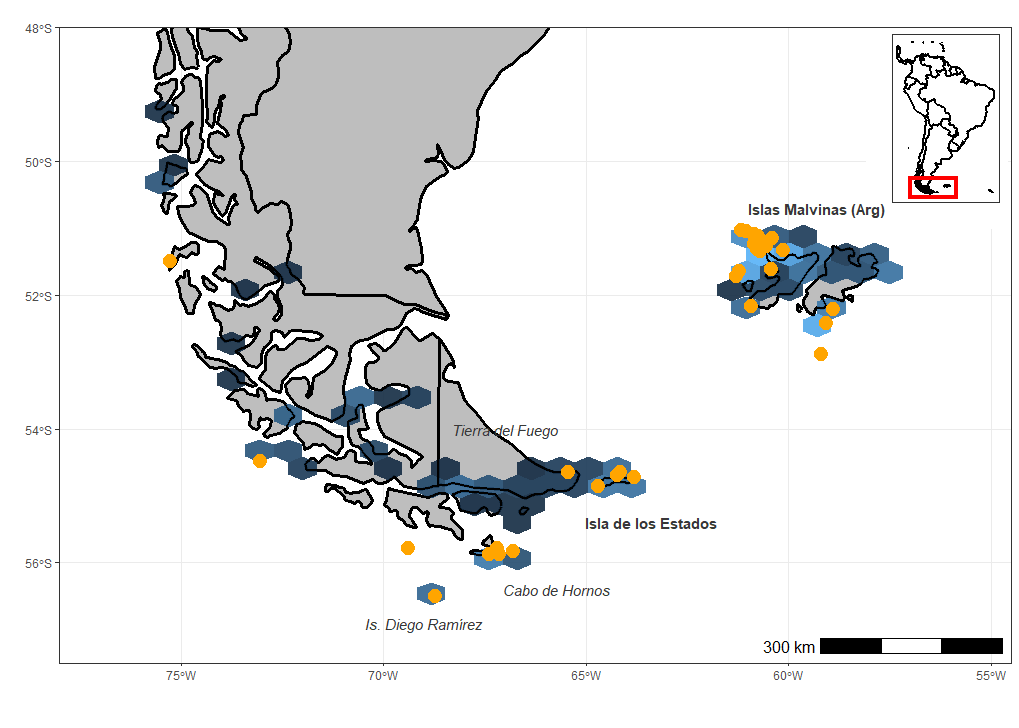 48°S
50°S
52°S
54°S
56°S
Islas Malvinas (Arg)
Tierra del Fuego
Isla de los Estados
Cabo de Hornos
Is. Diego Ramírez
300 km
75°W
70°W
65°W
60°W
55°W